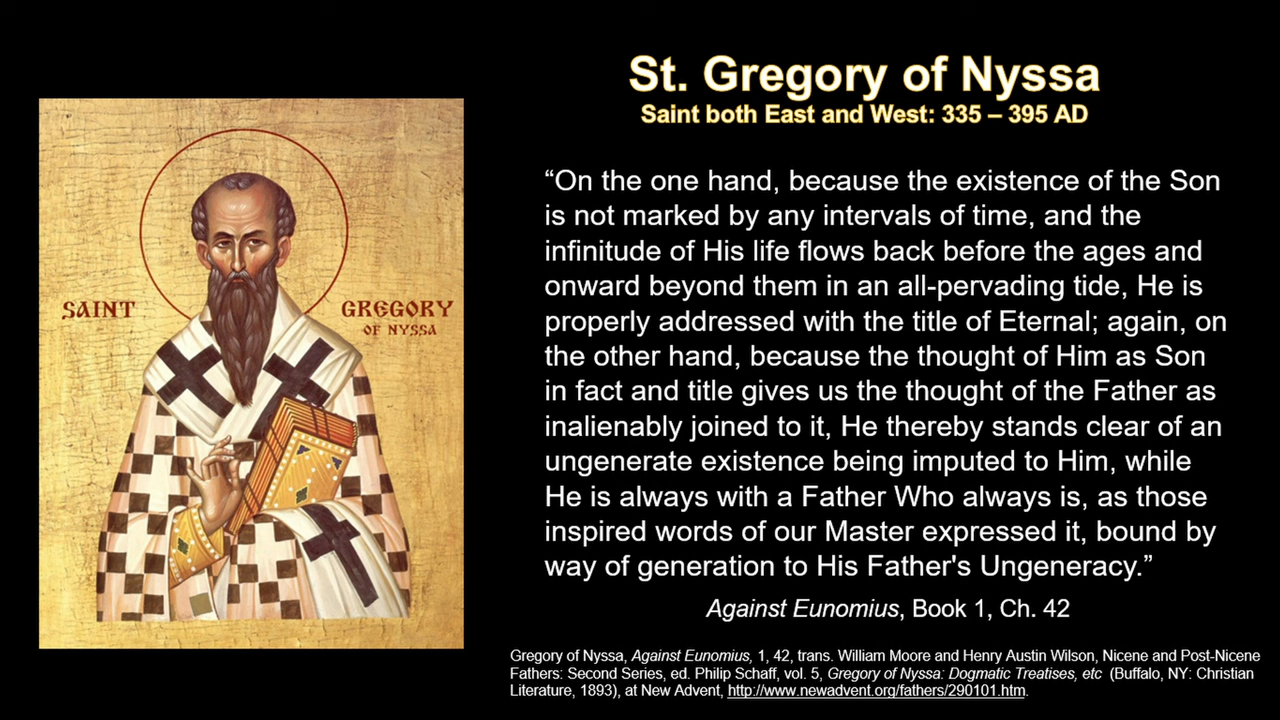 St. Gregory of Nyssa
Saint both East and West: 335 – 395 AD
SAINT
GREGORY
OF NYSSA
“On the one hand, because the existence of the Son
is not marked by any intervals of time, and the
infinitude of His life flows back before the ages and
onward beyond them in an all-pervading tide, He is
properly addressed with the title of Eternal; again, on
the other hand, because the thought of Him as Son
in fact and title gives us the thought of the Father as
inalienably joined to it, He thereby stands clear of an
ungenerate existence being imputed to Him, while
He is always with a Father Who always is, as those
inspired words of our Master expressed it, bound by
way of generation to His Father's Ungeneracy.”
Against Eunomius, Book 1, Ch. 42
Gregory of Nyssa, Against Eunomius, 1, 42, trans. William Moore and Henry Austin Wilson, Nicene and Post-Nicene
Fathers: Second Series, ed. Philip Schaff, vol. 5, Gregory of Nyssa: Dogmatic Treatises, etc (Buffalo, NY: Christian
Literature, 1893), at New Advent, http://www.newadvent.org/fathers/290101.htm.